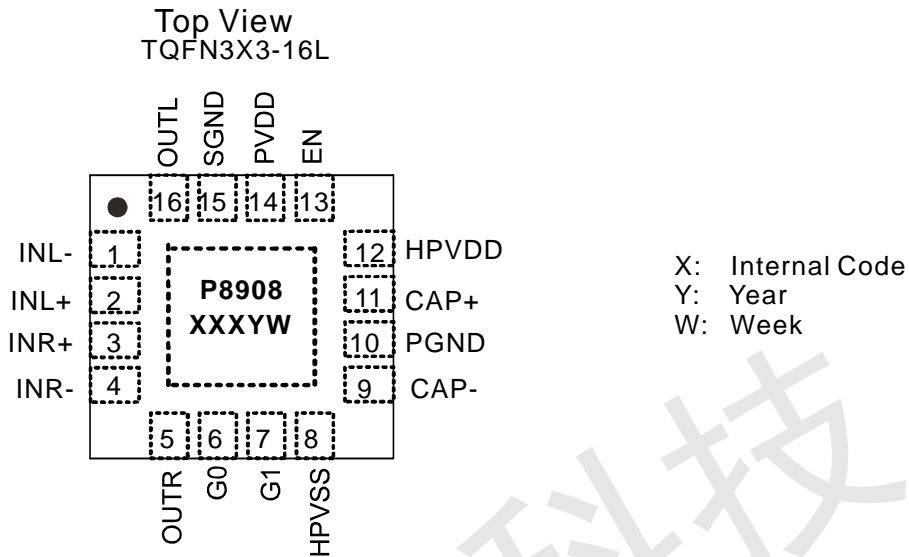 Top View
TQFN3X3-16L
OUTL SGND PVDD EN
16 15 14 13
INL- 1 12 HPVDD
INL+ 2 11 CAP+
INR+ 3 10 PGND
INR- 4 9 CAP-
P8908
XXXYW
5 6 7 8
OUTR G0 G1 HPVSS
X: Internal Code
Y: Year
W: Week
科技